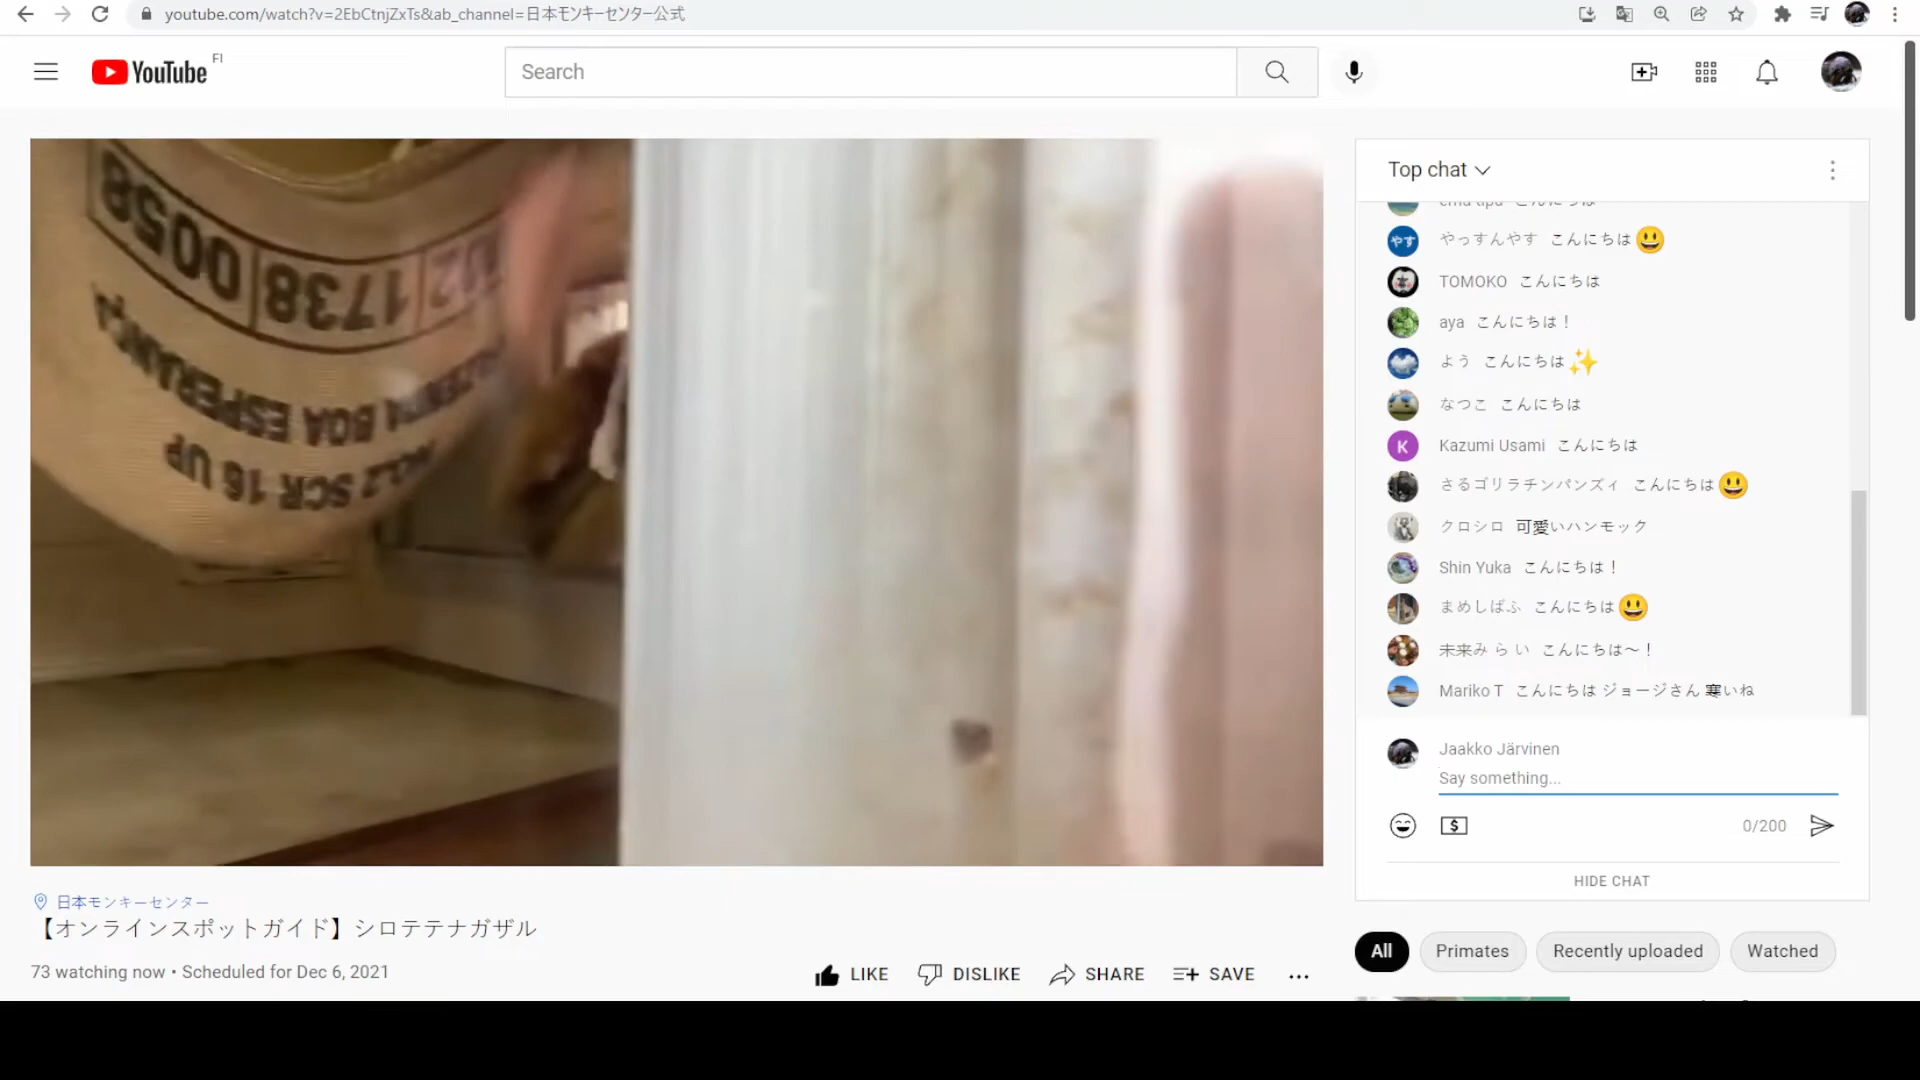 youtube.com/watch?v=2EbCtnjZxTs&ab_channel=日本モンキーセンター公式
YouTube FI
Search
02 1738 0058
BOA ESPERANÇA
NO.2 SCR 16 UP
Top chat
やっすんやす こんにちは😃
TOMOKO こんにちは
aya こんにちは！
よう こんにちは✨
なつこ こんにちは
K Kazumi Usami こんにちは
さるゴリラチンパンズィ こんにちは😃
クロシロ 可愛いハンモック
Shin Yuka こんにちは！
まめしばふ こんにちは😃
未来み ら い こんにちは〜！
Mariko T こんにちは ジョージさん 寒いね
Jaakko Järvinen
Say something...
0/200
HIDE CHAT
日本モンキーセンター
【オンラインスポットガイド】シロテテナガザル
73 watching now • Scheduled for Dec 6, 2021
LIKE DISLIKE SHARE SAVE
All Primates Recently uploaded Watched